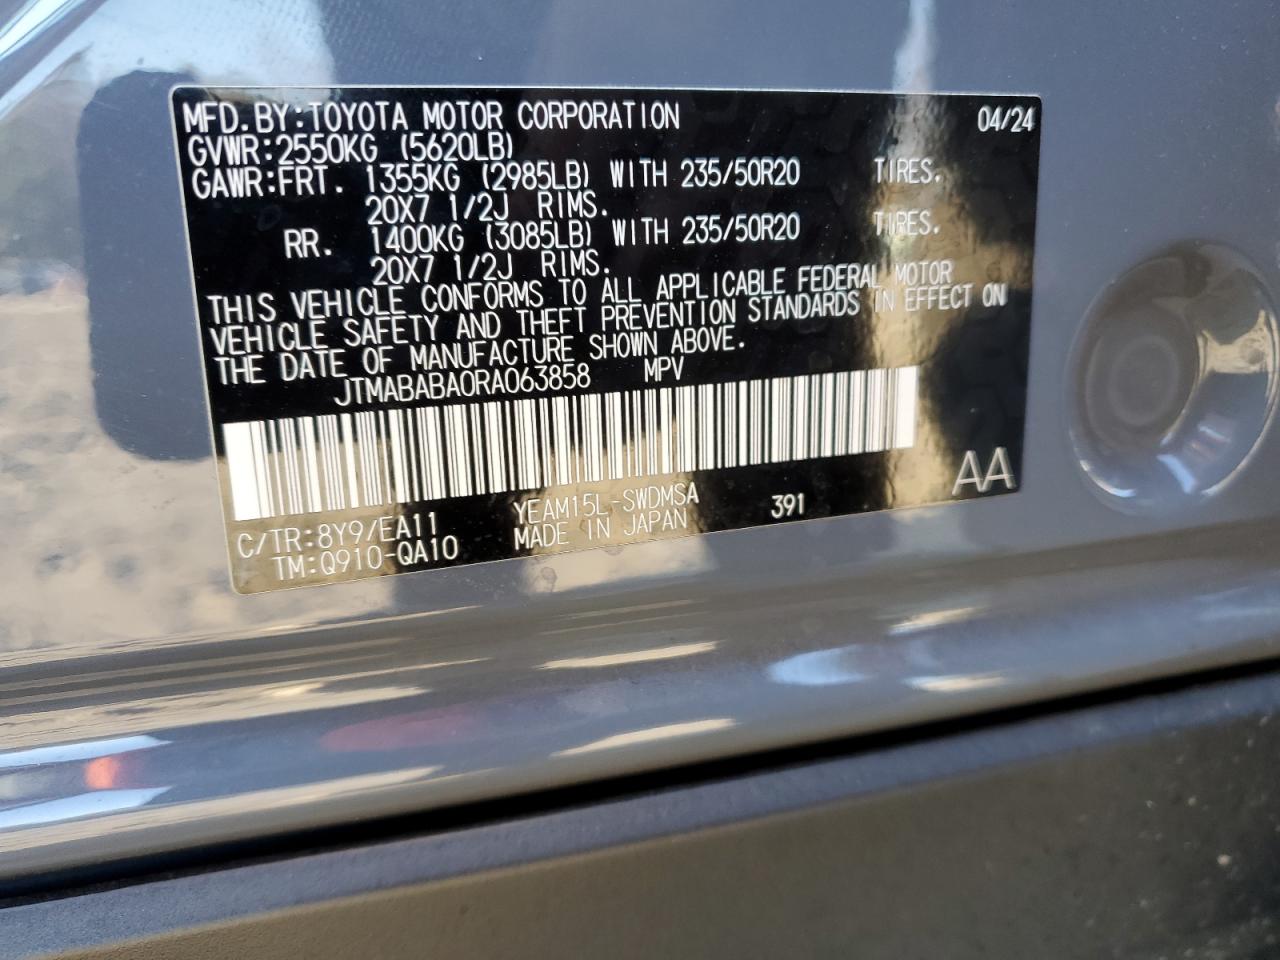 MFD.BY:TOYOTA MOTOR CORPORATION 04/24
GVWR:2550KG (5620LB)
GAWR:FRT. 1355KG (2985LB) WITH 235/50R20 TIRES.
20X7 1/2J RIMS.
RR. 1400KG (3085LB) WITH 235/50R20 TIRES.
20X7 1/2J RIMS.
THIS VEHICLE CONFORMS TO ALL APPLICABLE FEDERAL MOTOR
VEHICLE SAFETY AND THEFT PREVENTION STANDARDS IN EFFECT ON
THE DATE OF MANUFACTURE SHOWN ABOVE.
JTMABABA0RA063858 MPV
C/TR:8Y9/EA11 YEAM15L-SWDMSA 391 AA
TM:Q910-QA10 MADE IN JAPAN